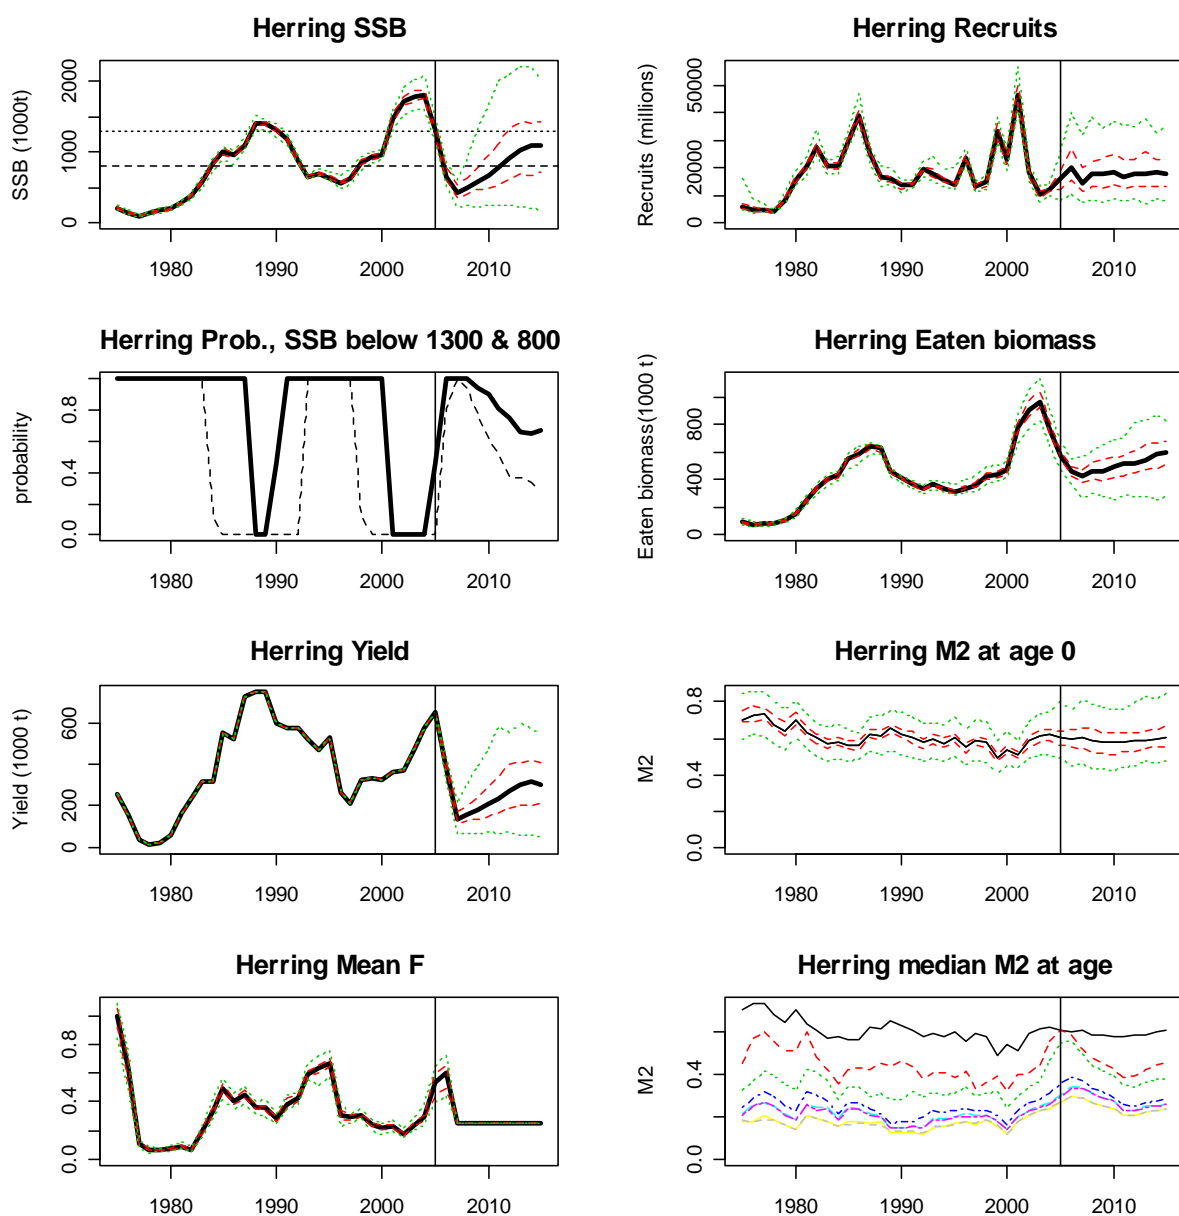 Herring SSB
SSB (1000t)
0 1000 2000
1980 1990 2000 2010
Herring Recruits
Recruits (millions)
0 20000 50000
1980 1990 2000 2010
Herring Prob., SSB below 1300 & 800
probability
0.0 0.4 0.8
1980 1990 2000 2010
Herring Eaten biomass
Eaten biomass(1000 t)
0 400 800
1980 1990 2000 2010
Herring Yield
Yield (1000 t)
0 200 600
1980 1990 2000 2010
Herring M2 at age 0
M2
0.0 0.4 0.8
1980 1990 2000 2010
Herring Mean F
0.0 0.4 0.8
1980 1990 2000 2010
Herring median M2 at age
M2
0.0 0.4
1980 1990 2000 2010